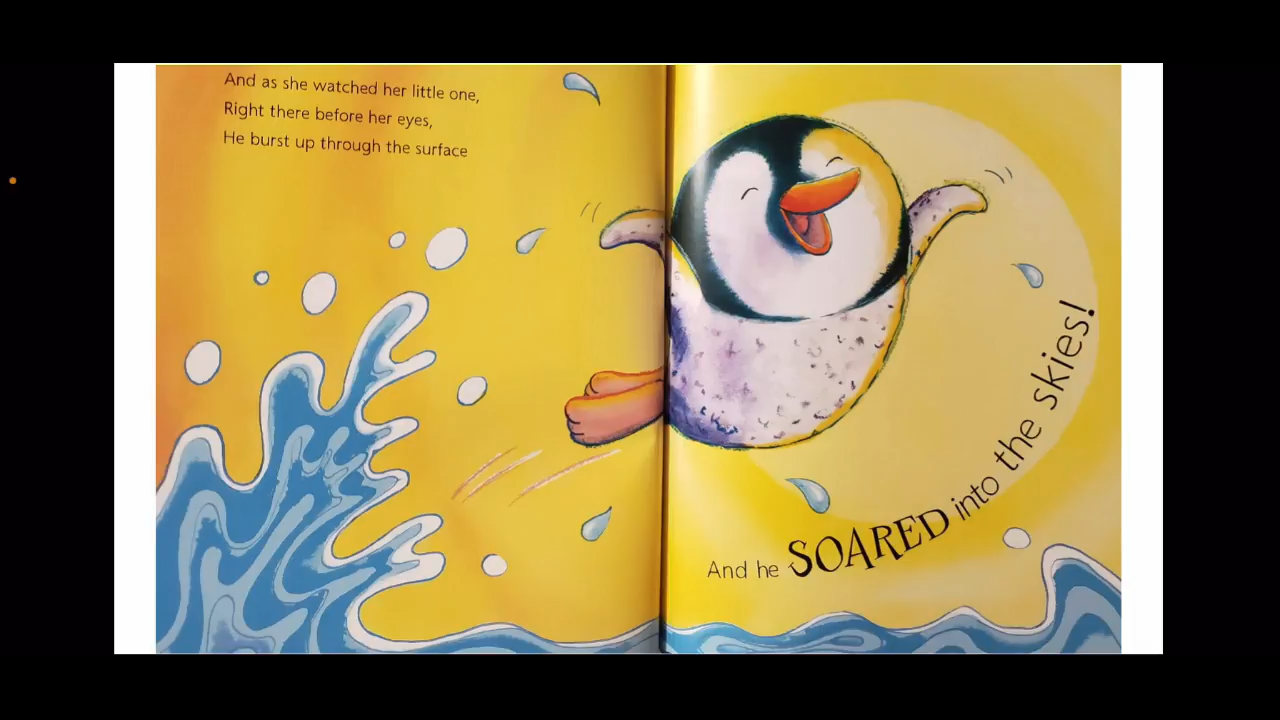 And as she watched her little one,
Right there before her eyes,
He burst up through the surface
And he SOARED into the skies!